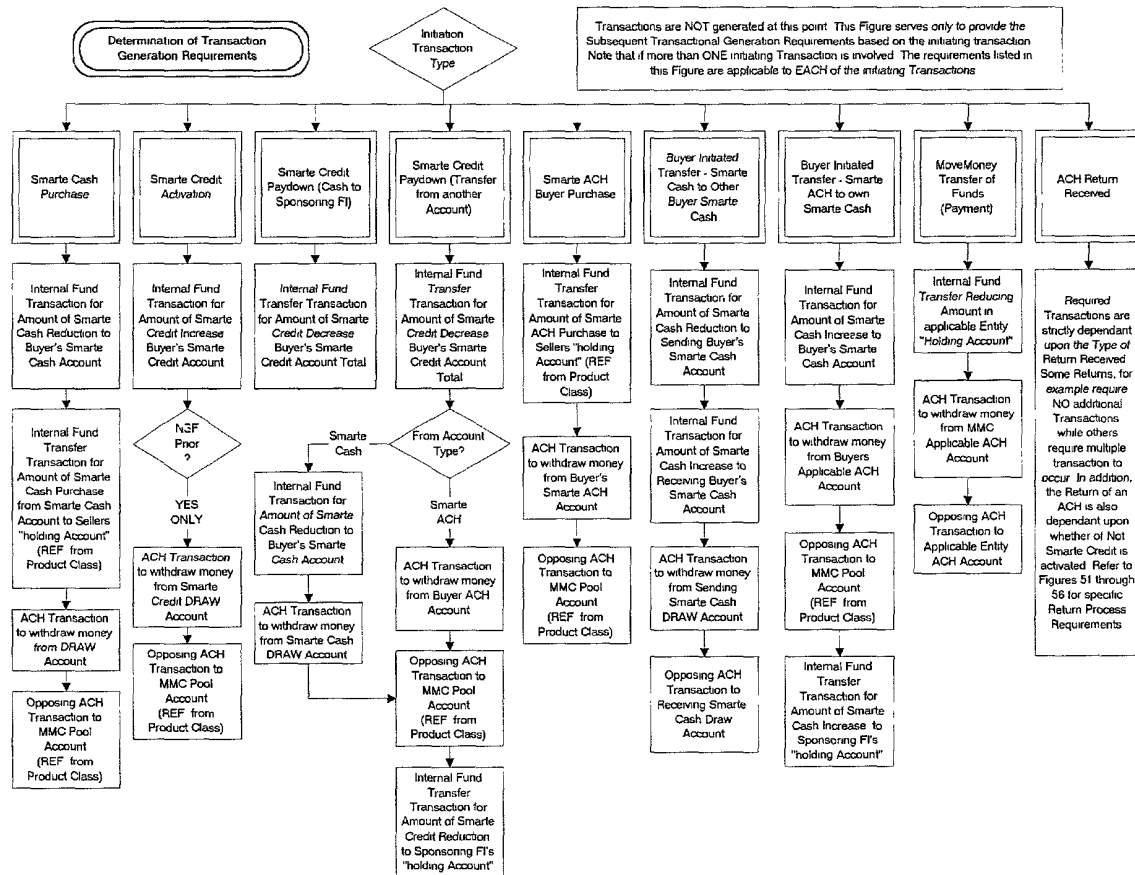 Determination of Transaction
Generation Requirements
Initiation
Transaction
Type
Transactions are NOT generated at this point This Figure serves only to provide the
Subsequent Transactional Generation Requirements based on the initiating transaction
Note that if more than ONE initiating Transaction is involved The requirements listed in
this Figure are applicable to EACH of the initiating Transactions
Smarte Cash
Purchase
Smarte Credit
Activation
Smarte Credit
Paydown (Cash to
Sponsoring FI)
Smarte Credit
Paydown (Transfer
from another
Account)
Smarte ACH
Buyer Purchase
Buyer Initiated
Transfer - Smarte
Cash to Other
Buyer Smarte
Cash
Buyer Initiated
Transfer - Smarte
ACH to own
Smarte Cash
MoveMoney
Transfer of
Funds
(Payment)
ACH Return
Received
Internal Fund
Transaction for
Amount of Smarte
Cash Reduction to
Buyer's Smarte
Cash Account
Internal Fund
Transaction for
Amount of Smarte
Credit Increase
Buyer's Smarte
Credit Account
Internal Fund
Transfer Transaction
for Amount of Smarte
Credit Decrease
Buyer's Smarte
Credit Account Total
Internal Fund
Transfer
Transaction for
Amount of Smarte
Credit Decrease
Buyer's Smarte
Credit Account
Total
Internal Fund
Transfer
Transaction for
Amount of Smarte
ACH Purchase to
Sellers "holding
Account" (REF
from Product
Class)
Internal Fund
Transaction for
Amount of Smarte
Cash Reduction to
Sending Buyer's
Smarte Cash
Account
Internal Fund
Transaction for
Amount of Smarte
Cash Increase to
Buyer's Smarte
Cash Account
Internal Fund
Transfer Reducing
Amount in
applicable Entity
"Holding Account"
Required
Transactions are
strictly dependant
upon the Type of
Return Received
Some Returns, for
example require
NO additional
Transactions
while others
require multiple
transaction to
occur In addition,
the Return of an
ACH is also
dependant upon
whether of Not
Smarte Credit is
activated Refer to
Figures 51 through
56 for specific
Return Process
Requirements
Internal Fund
Transfer
Transaction for
Amount of Smarte
Cash Purchase
from Smarte Cash
Account to Sellers
"holding Account"
(REF from
Product Class)
NSF
Prior
?
YES
ONLY
Smarte
Cash
From Account
Type?
Smarte
ACH
Internal Fund
Transaction for
Amount of Smarte
Cash Reduction to
Buyer's Smarte
Cash Account
ACH Transaction
to withdraw money
from Buyer's
Smarte ACH
Account
Internal Fund
Transaction for
Amount of Smarte
Cash Increase to
Receiving Buyer's
Smarte Cash
Account
ACH Transaction
to withdraw money
from Buyers
Applicable ACH
Account
ACH Transaction
to withdraw money
from MMC
Applicable ACH
Account
ACH Transaction
to withdraw money
from DRAW
Account
ACH Transaction
to withdraw money
from Smarte
Credit DRAW
Account
ACH Transaction
to withdraw money
from Smarte Cash
DRAW Account
ACH Transaction
to withdraw money
from Buyer ACH
Account
Opposing ACH
Transaction to
MMC Pool
Account
(REF from
Product Class)
ACH Transaction
to withdraw money
from Sending
Smarte Cash
DRAW Account
Opposing ACH
Transaction to
MMC Pool
Account
(REF from
Product Class)
Opposing ACH
Transaction to
Applicable Entity
ACH Account
Opposing ACH
Transaction to
MMC Pool
Account
(REF from
Product Class)
Opposing ACH
Transaction to
MMC Pool
Account
(REF from
Product Class)
Opposing ACH
Transaction to
MMC Pool
Account
(REF from
Product Class)
Opposing ACH
Transaction to
Receiving Smarte
Cash Draw
Account
Internal Fund
Transfer
Transaction for
Amount of Smarte
Cash Increase to
Sponsoring FI's
"holding Account"
Internal Fund
Transfer
Transaction for
Amount of Smarte
Credit Reduction
to Sponsoring FI's
"holding Account"